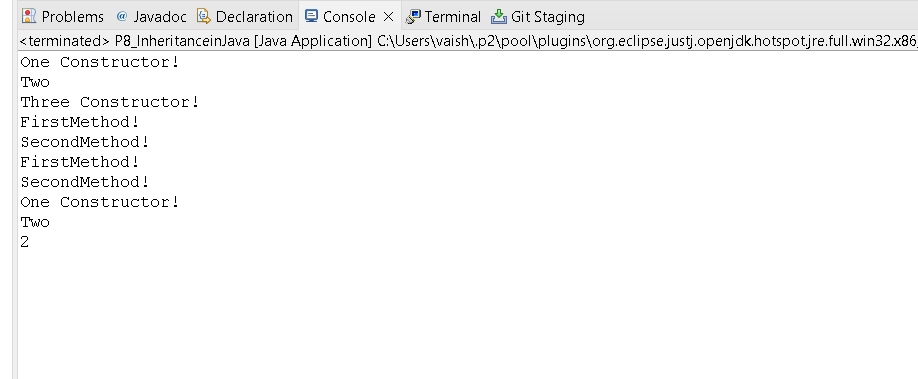 Problems @ Javadoc Declaration Console Terminal Git Staging
<terminated> P8_InheritanceinJava [Java Application] C:\Users\vaish\.p2\pool\plugins\org.eclipse.justj.openjdk.hotspot.jre.full.win32.x86
One Constructor!
Two
Three Constructor!
FirstMethod!
SecondMethod!
FirstMethod!
SecondMethod!
One Constructor!
Two
2